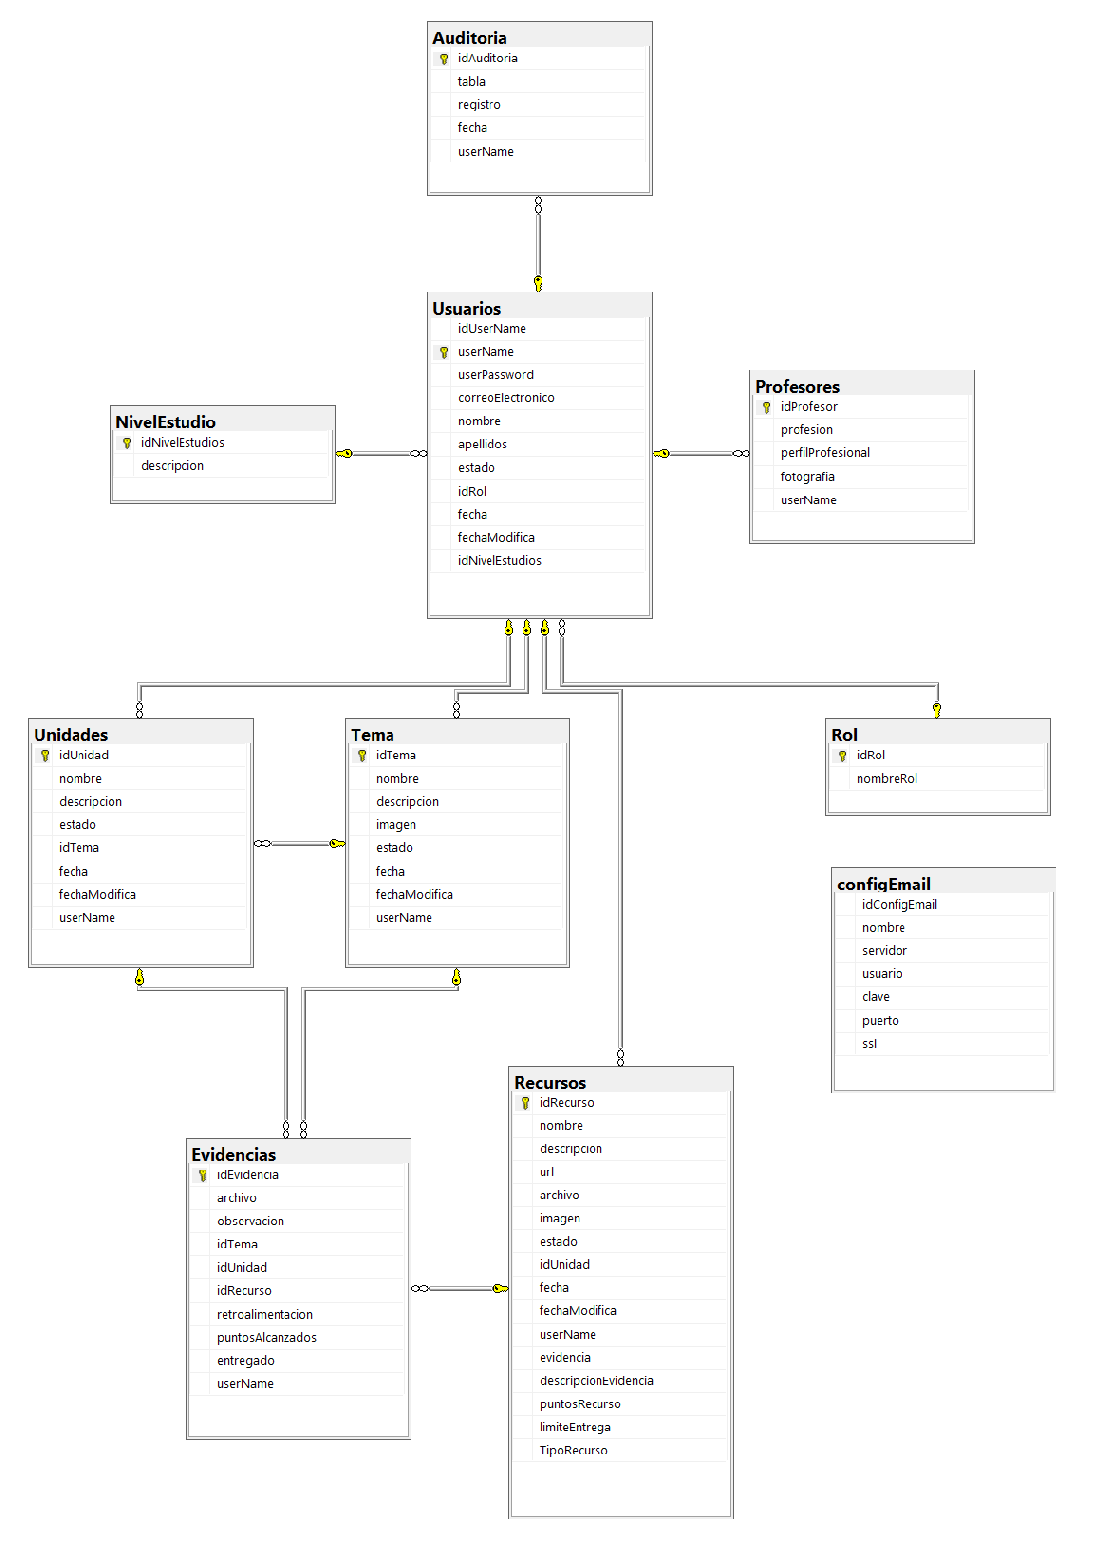 Auditoria
idAuditoria
tabla
registro
fecha
userName
Usuarios
idUserName
userName
userPassword
correoElectronico
nombre
apellidos
estado
idRol
fecha
fechaModifica
idNivelEstudios
NivelEstudio
idNivelEstudios
descripcion
Profesores
idProfesor
profesion
perfilProfesional
fotografia
userName
Unidades
idUnidad
nombre
descripcion
estado
idTema
fecha
fechaModifica
userName
Tema
idTema
nombre
descripcion
imagen
estado
fecha
fechaModifica
userName
Rol
idRol
nombreRol
configEmail
idConfigEmail
nombre
servidor
usuario
clave
puerto
ssl
Evidencias
idEvidencia
archivo
observacion
idTema
idUnidad
idRecurso
retroalimentacion
puntosAlcanzados
entregado
userName
Recursos
idRecurso
nombre
descripcion
url
archivo
imagen
estado
idUnidad
fecha
fechaModifica
userName
evidencia
descripcionEvidencia
puntosRecurso
limiteEntrega
TipoRecurso